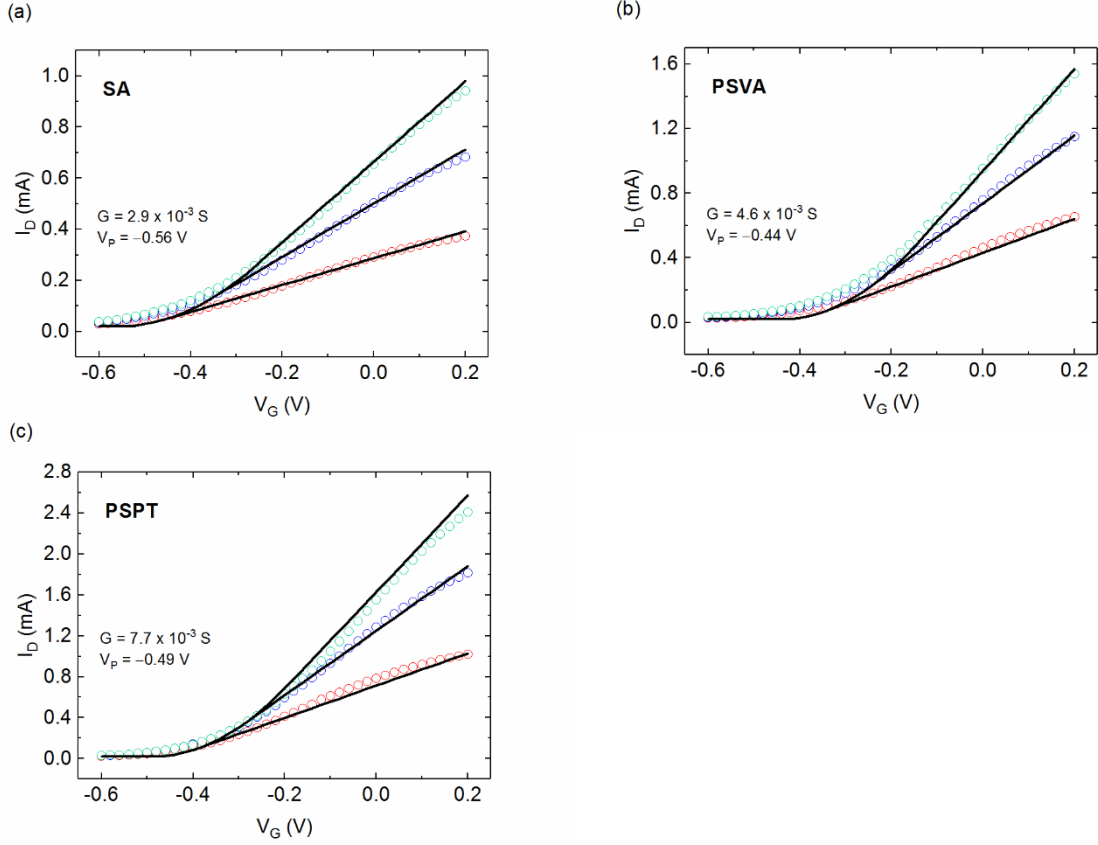 (a)
SA
1.0
0.8
0.6
0.4
0.2
0.0
I_D (mA)
G = 2.9 x 10⁻³ S
V_P = −0.56 V
-0.6 -0.4 -0.2 0.0 0.2
V_G (V)
(b)
PSVA
1.6
1.2
0.8
0.4
0.0
I_D (mA)
G = 4.6 x 10⁻³ S
V_P = −0.44 V
-0.6 -0.4 -0.2 0.0 0.2
V_G (V)
(c)
PSPT
2.8
2.4
2.0
1.6
1.2
0.8
0.4
0.0
I_D (mA)
G = 7.7 x 10⁻³ S
V_P = −0.49 V
-0.6 -0.4 -0.2 0.0 0.2
V_G (V)